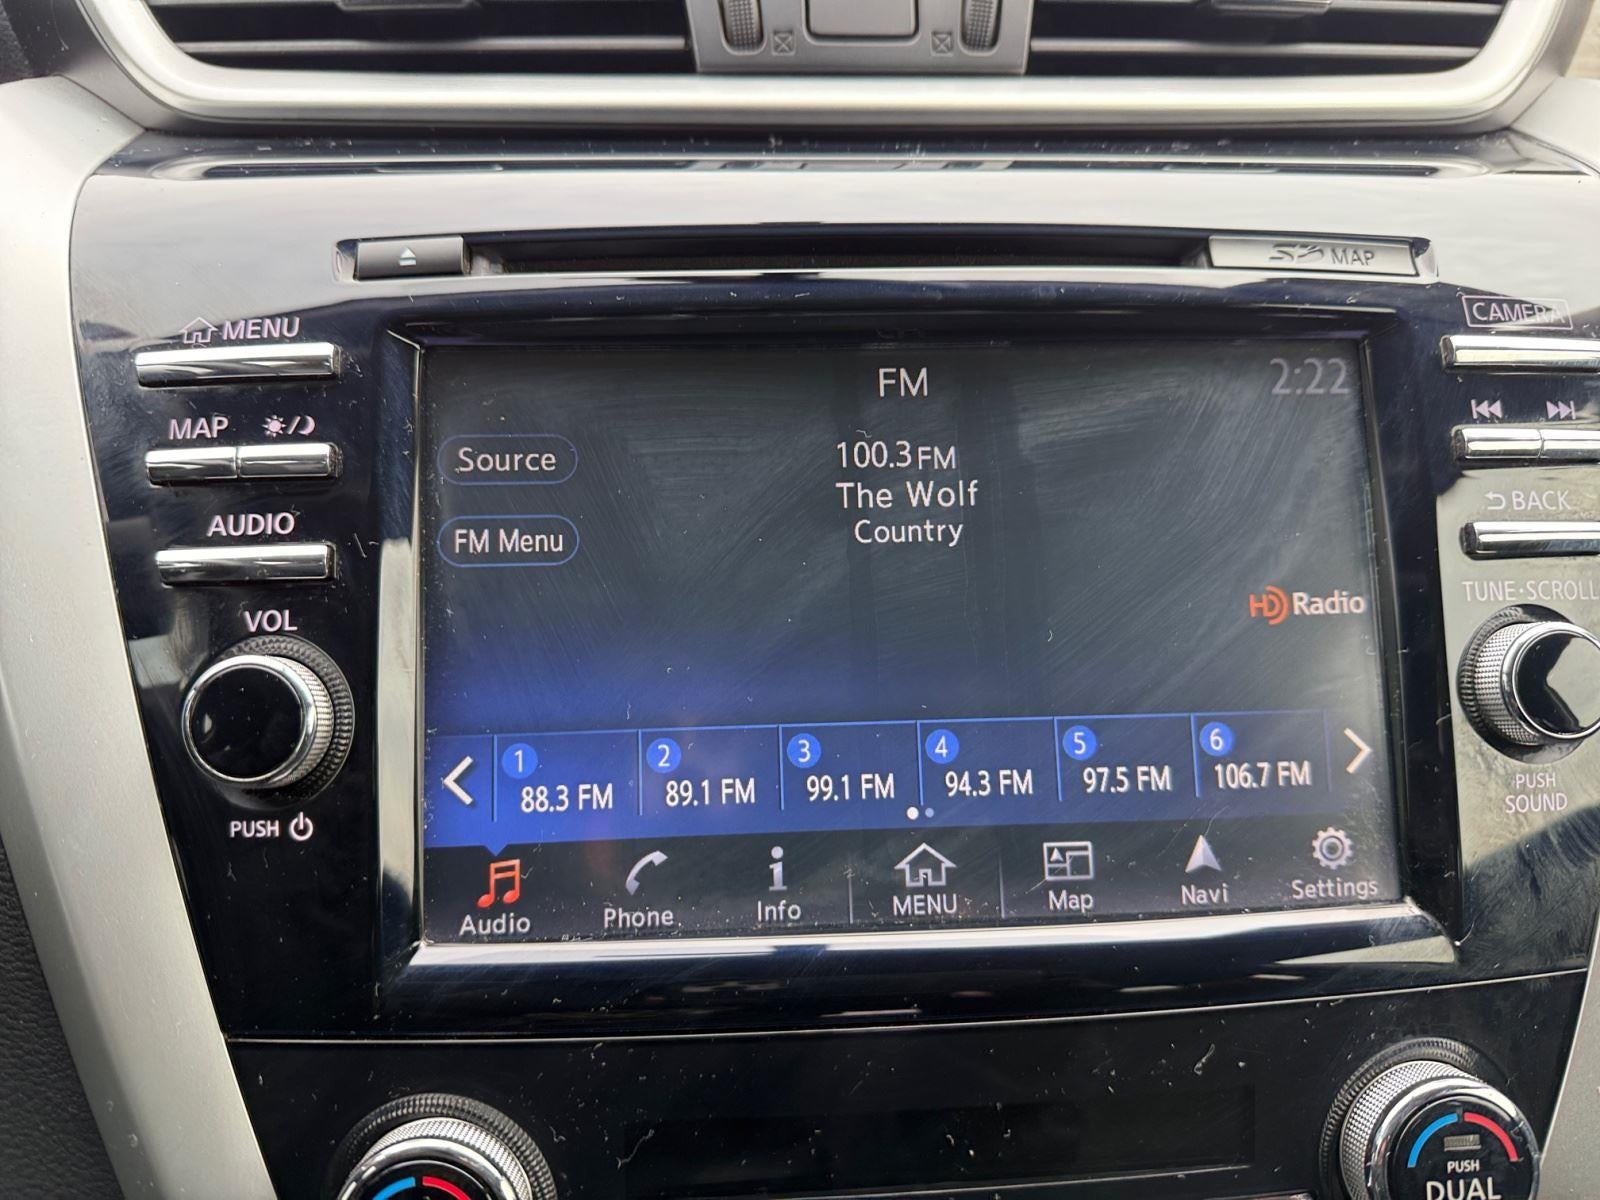 SD MAP
MENU
MAP
AUDIO
VOL
PUSH
CAMERA
BACK
TUNE·SCROLL
PUSH
SOUND
FM
2:22
Source
FM Menu
100.3 FM
The Wolf
Country
HD Radio
1 88.3 FM
2 89.1 FM
3 99.1 FM
4 94.3 FM
5 97.5 FM
6 106.7 FM
Audio
Phone
Info
MENU
Map
Navi
Settings
PUSH
DUAL